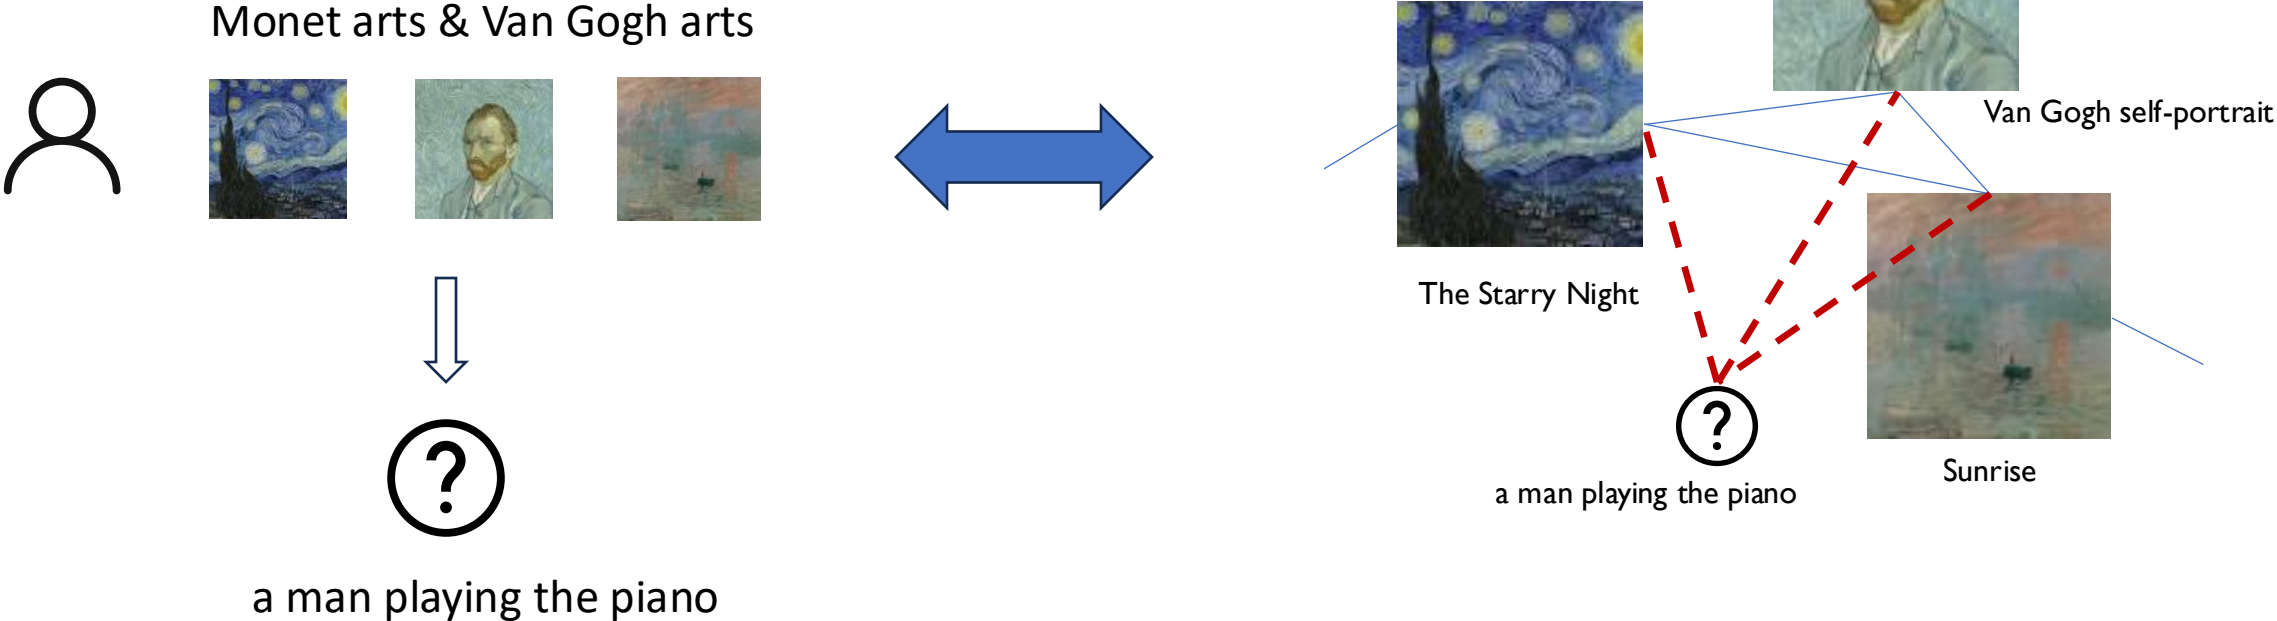 Monet arts & Van Gogh arts
Van Gogh self-portrait
The Starry Night
Sunrise
?
a man playing the piano
?
a man playing the piano